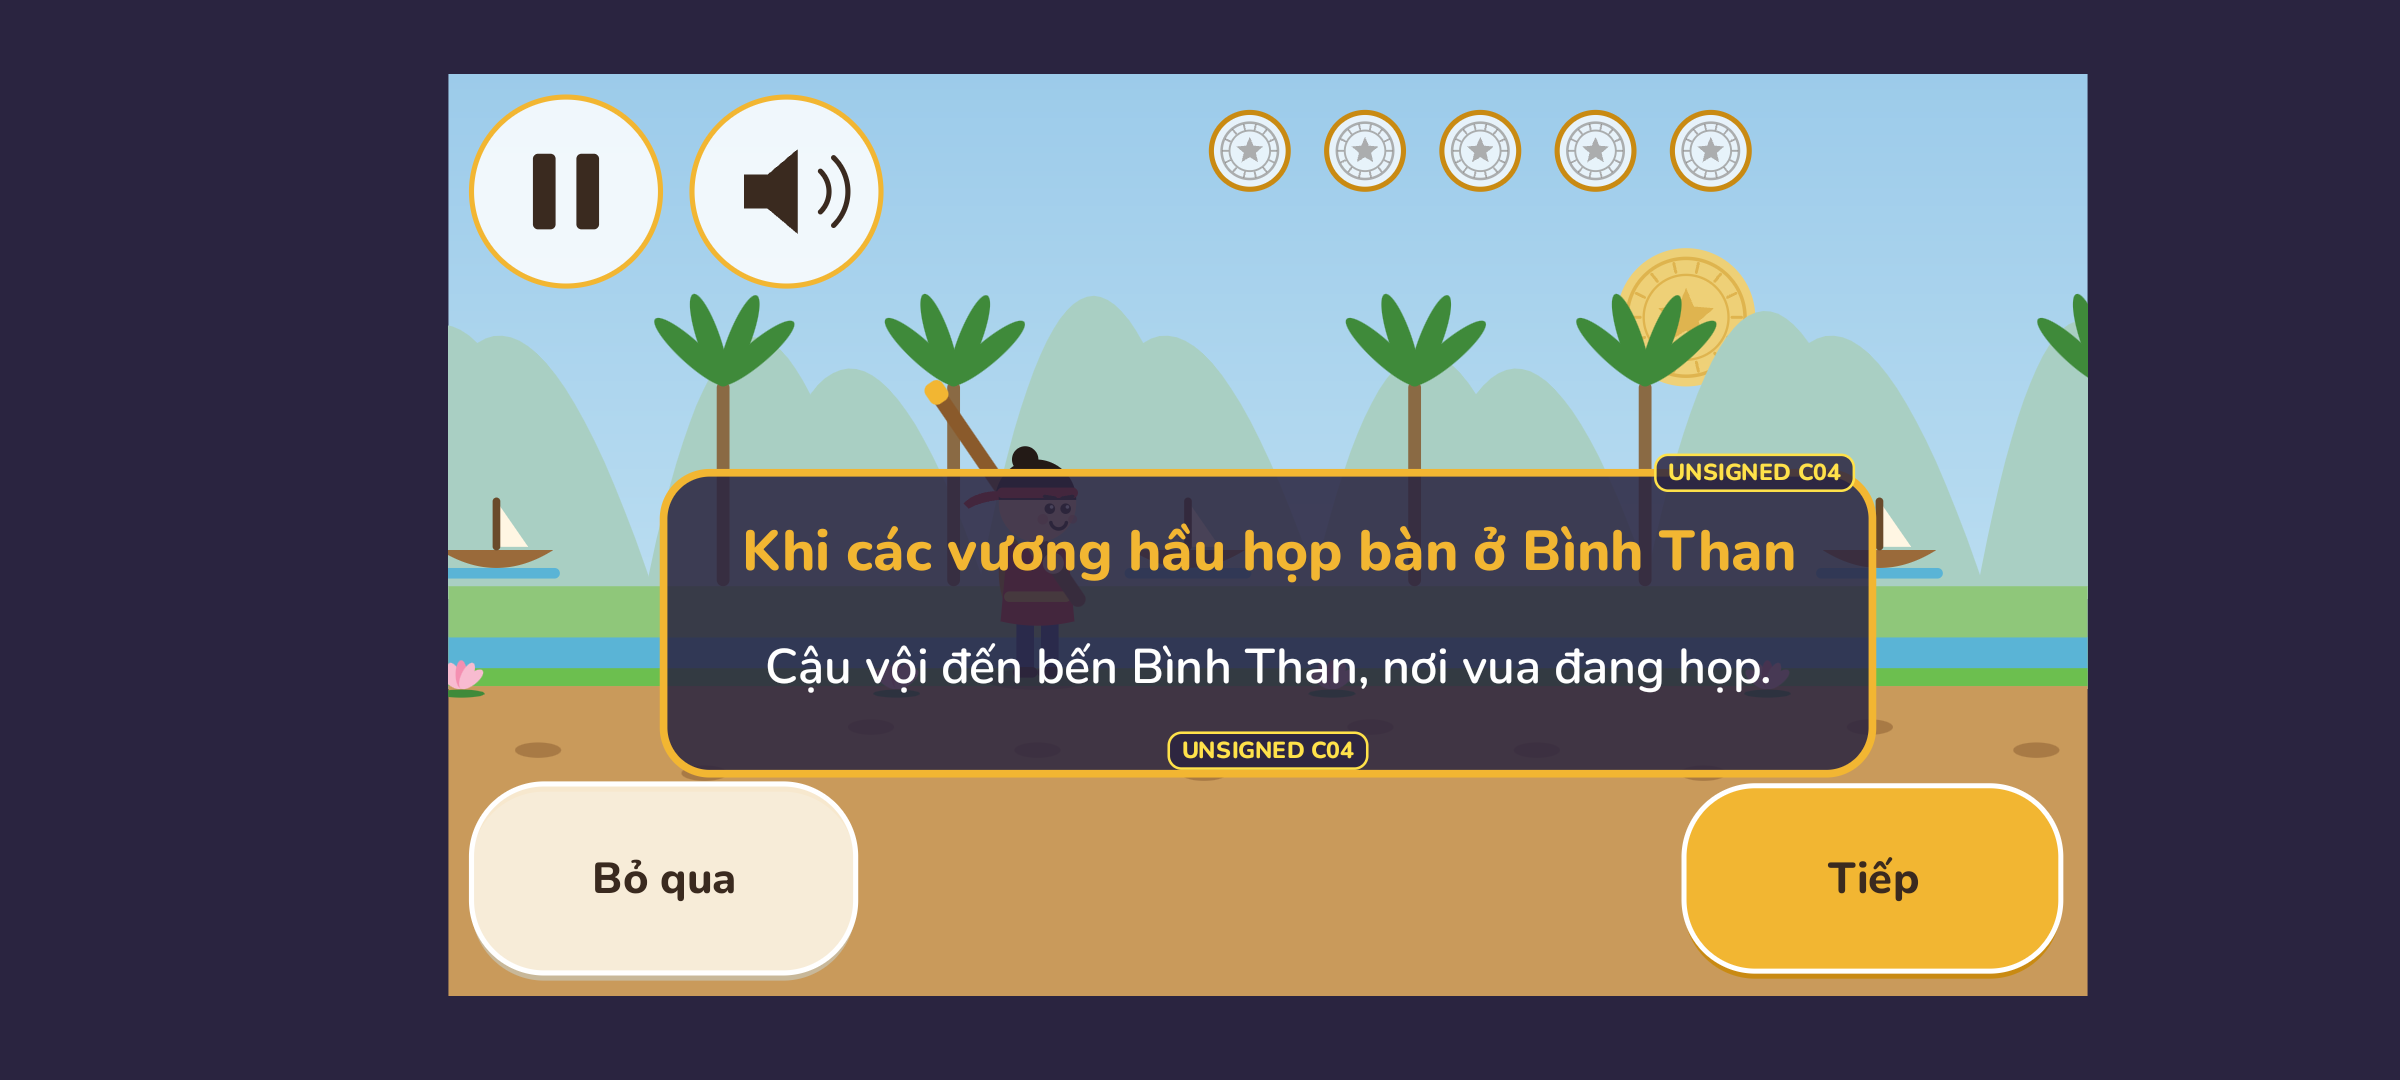 UNSIGNED C04
Khi các vương hầu họp bàn ở Bình Than
Cậu vội đến bến Bình Than, nơi vua đang họp.
UNSIGNED C04
Bỏ qua
Tiếp